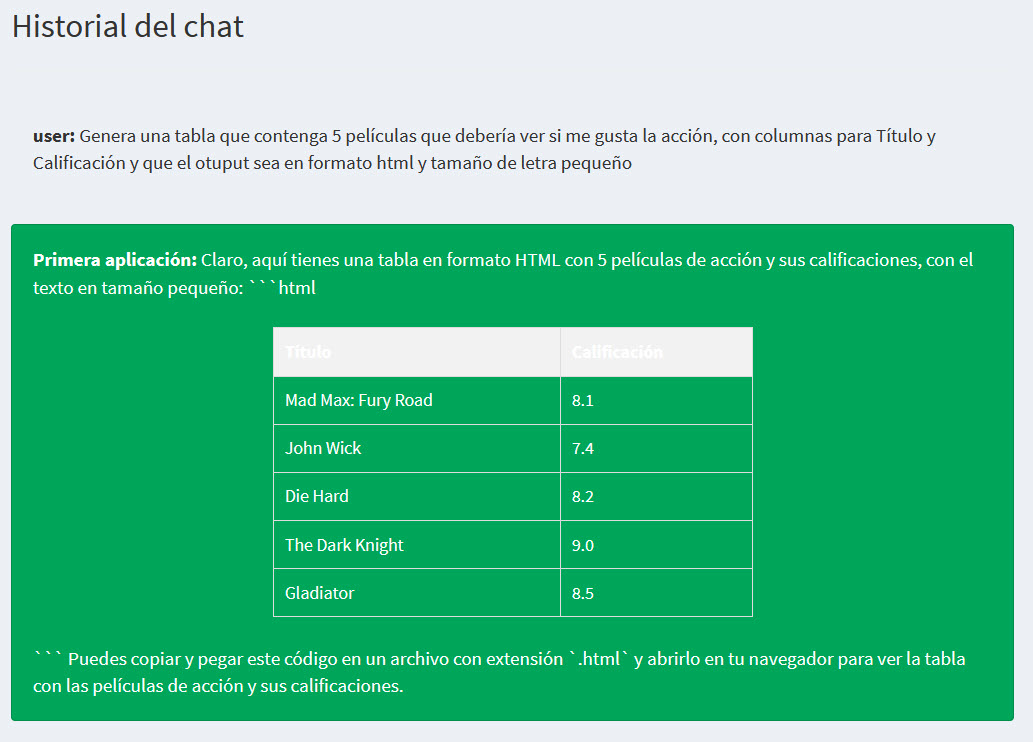 Historial del chat
user: Genera una tabla que contenga 5 películas que debería ver si me gusta la acción, con columnas para Título y
Calificación y que el otuput sea en formato html y tamaño de letra pequeño
Primera aplicación: Claro, aquí tienes una tabla en formato HTML con 5 películas de acción y sus calificaciones, con el
texto en tamaño pequeño: ```html
Título Calificación
Mad Max: Fury Road 8.1
John Wick 7.4
Die Hard 8.2
The Dark Knight 9.0
Gladiator 8.5
``` Puedes copiar y pegar este código en un archivo con extensión `.html` y abrirlo en tu navegador para ver la tabla
con las películas de acción y sus calificaciones.